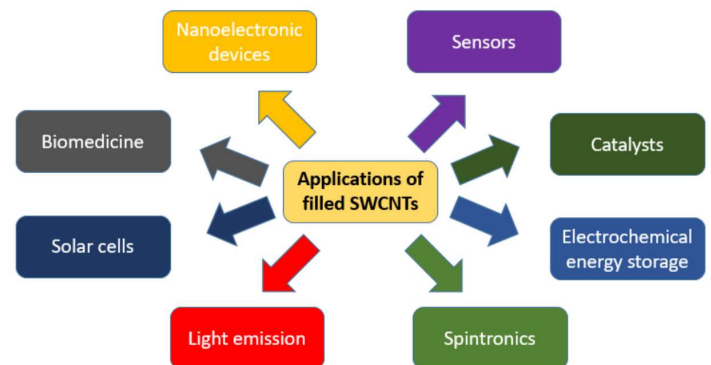 Nanoelectronic
devices
Sensors
Biomedicine
Catalysts
Applications of
filled SWCNTs
Solar cells
Electrochemical
energy storage
Light emission
Spintronics